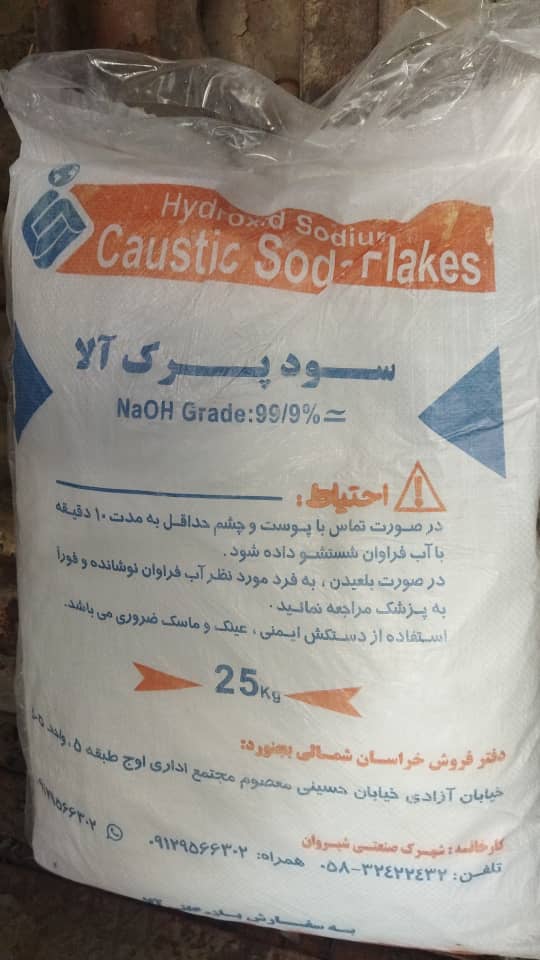 Hydroxid Sodium
Caustic Soda Flakes
سود پرک آلا
NaOH Grade:99/9%≃
احتیاط:
در صورت تماس با پوست و چشم حداقل به مدت ۱۰ دقیقه
با آب فراوان شستشو داده شود.
در صورت بلعیدن، به فرد مورد نظر آب فراوان نوشانده و فوراً
به پزشک مراجعه نمائید.
استفاده از دستکش ایمنی، عینک و ماسک ضروری می باشد.
25Kg
دفتر فروش خراسان شمالی بجنورد:
خیابان آزادی خیابان حسینی معصوم مجتمع اداری اوج طبقه ۵، واحد
کارخانه: شهرک صنعتی شیروان
تلفن: ۰۵۸-۳۲۴۲۲۴۳۲ همراه: ۰۹۱۲۹۵۶۶۳۰۲ ۰۹۱۲۹۵۶۶۳۰۲
به سفارش